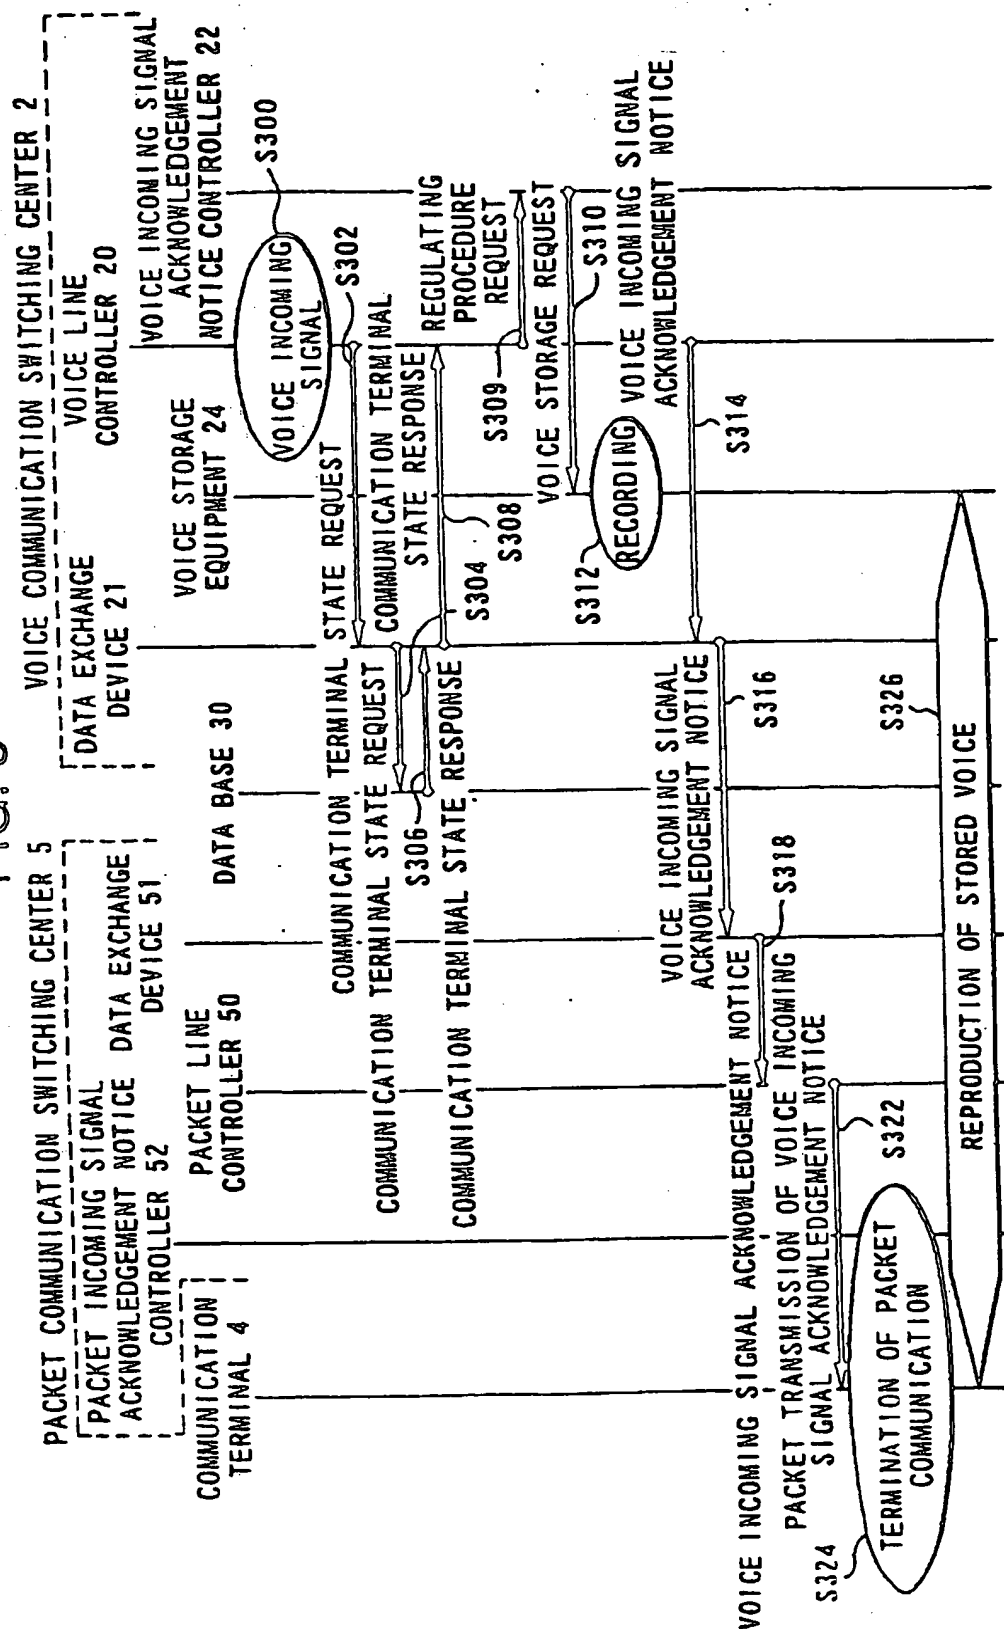 VOICE COMMUNICATION SWITCHING CENTER 2
PACKET COMMUNICATION SWITCHING CENTER 5
PACKET INCOMING SIGNAL
ACKNOWLEDGEMENT NOTICE
CONTROLLER 52
DATA EXCHANGE
DEVICE 51
DATA EXCHANGE
DEVICE 21
VOICE LINE
CONTROLLER 20
VOICE INCOMING SIGNAL
ACKNOWLEDGEMENT
NOTICE CONTROLLER 22
COMMUNICATION
TERMINAL 4
PACKET LINE
CONTROLLER 50
DATA BASE 30
VOICE STORAGE
EQUIPMENT 24
VOICE INCOMING
SIGNAL
S300
COMMUNICATION TERMINAL STATE REQUEST
S302
COMMUNICATION TERMINAL STATE REQUEST
S304
S306
COMMUNICATION TERMINAL STATE RESPONSE
COMMUNICATION TERMINAL
STATE RESPONSE
S308
REGULATING
PROCEDURE
REQUEST
S309
VOICE STORAGE REQUEST
S310
S312
RECORDING
VOICE INCOMING SIGNAL
ACKNOWLEDGEMENT NOTICE
S314
VOICE INCOMING SIGNAL
ACKNOWLEDGEMENT NOTICE
S316
VOICE INCOMING SIGNAL ACKNOWLEDGEMENT NOTICE
S318
PACKET TRANSMISSION OF VOICE INCOMING
SIGNAL ACKNOWLEDGEMENT NOTICE
S322
S324
TERMINATION OF PACKET
COMMUNICATION
S326
REPRODUCTION OF STORED VOICE